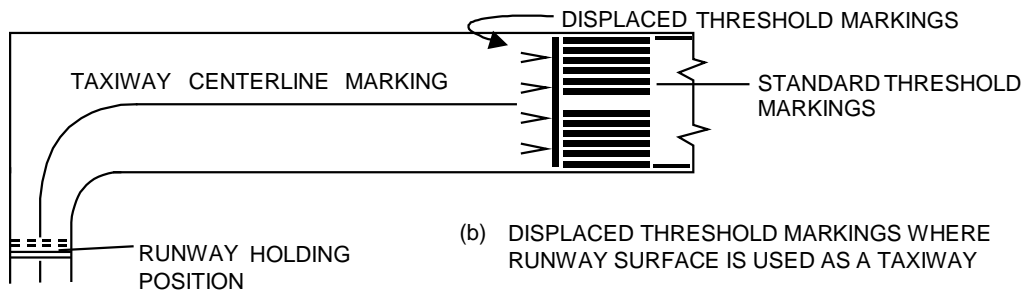 DISPLACED THRESHOLD MARKINGS
TAXIWAY CENTERLINE MARKING
STANDARD THRESHOLD
MARKINGS
RUNWAY HOLDING
POSITION
(b) DISPLACED THRESHOLD MARKINGS WHERE
RUNWAY SURFACE IS USED AS A TAXIWAY